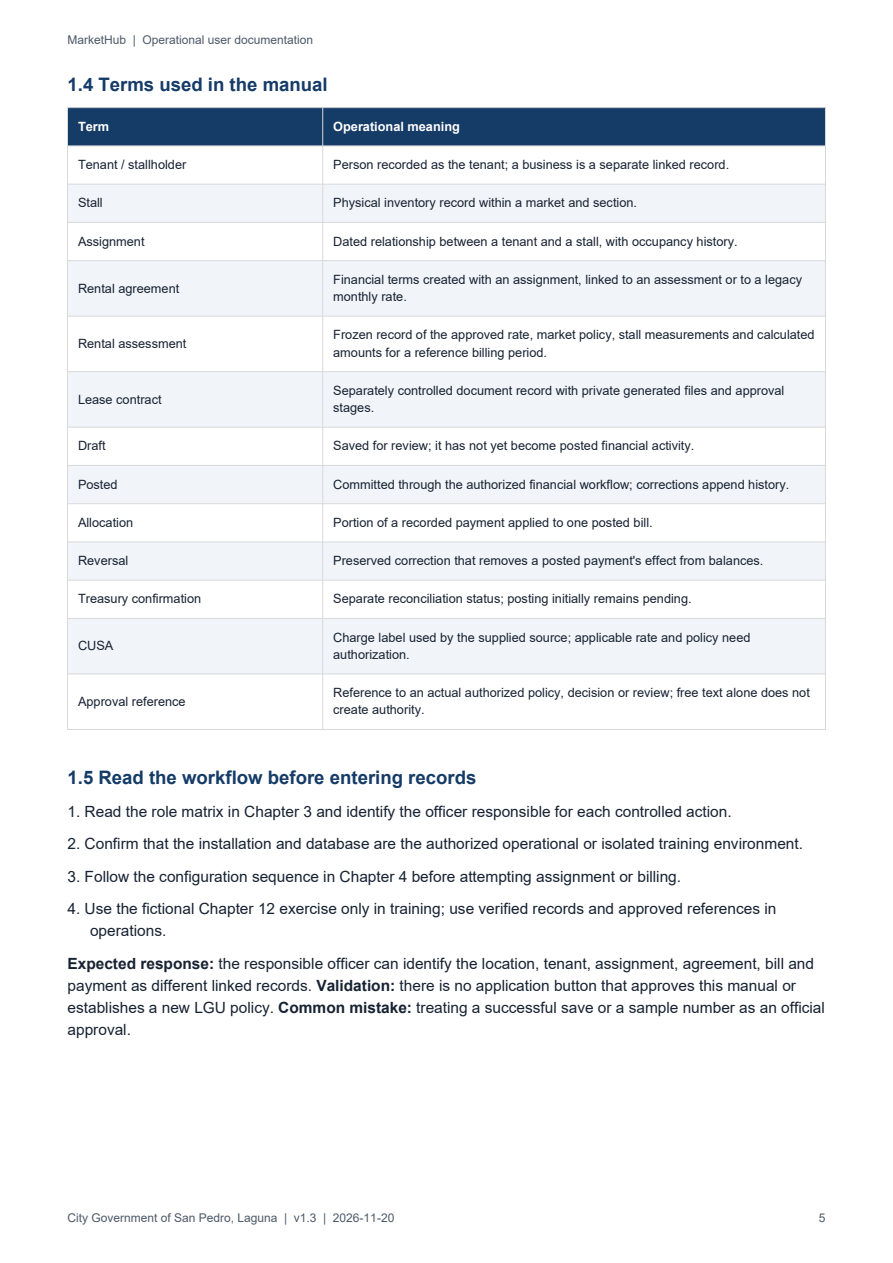 MarketHub | Operational user documentation
1.4 Terms used in the manual
Term Operational meaning
Tenant / stallholder Person recorded as the tenant; a business is a separate linked record.
Stall Physical inventory record within a market and section.
Assignment Dated relationship between a tenant and a stall, with occupancy history.
Rental agreement Financial terms created with an assignment, linked to an assessment or to a legacy
monthly rate.
Rental assessment Frozen record of the approved rate, market policy, stall measurements and calculated
amounts for a reference billing period.
Lease contract Separately controlled document record with private generated files and approval
stages.
Draft Saved for review; it has not yet become posted financial activity.
Posted Committed through the authorized financial workflow; corrections append history.
Allocation Portion of a recorded payment applied to one posted bill.
Reversal Preserved correction that removes a posted payment's effect from balances.
Treasury confirmation Separate reconciliation status; posting initially remains pending.
CUSA Charge label used by the supplied source; applicable rate and policy need
authorization.
Approval reference Reference to an actual authorized policy, decision or review; free text alone does not
create authority.
1.5 Read the workflow before entering records
1. Read the role matrix in Chapter 3 and identify the officer responsible for each controlled action.
2. Confirm that the installation and database are the authorized operational or isolated training environment.
3. Follow the configuration sequence in Chapter 4 before attempting assignment or billing.
4. Use the fictional Chapter 12 exercise only in training; use verified records and approved references in
operations.
Expected response: the responsible officer can identify the location, tenant, assignment, agreement, bill and
payment as different linked records. Validation: there is no application button that approves this manual or
establishes a new LGU policy. Common mistake: treating a successful save or a sample number as an official
approval.
City Government of San Pedro, Laguna | v1.3 | 2026-11-20 5